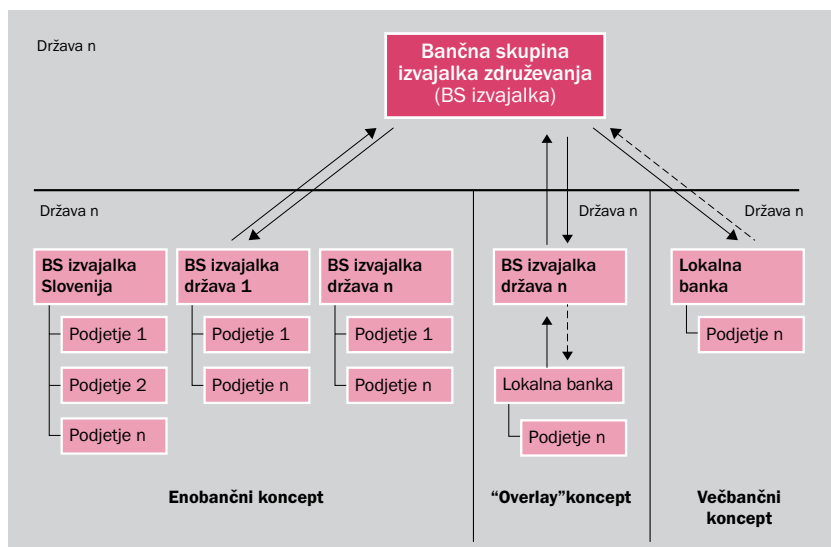 Država n
Bančna skupina
izvajalka združevanja
(BS izvajalka)
Država n
Država n
Država n
BS izvajalka
Slovenija
Podjetje 1
Podjetje 2
Podjetje n
BS izvajalka
država 1
Podjetje 1
Podjetje n
BS izvajalka
država n
Podjetje 1
Podjetje n
BS izvajalka
država n
Lokalna banka
Podjetje n
Lokalna
banka
Podjetje n
Enobančni koncept
“Overlay”koncept
Večbančni
koncept